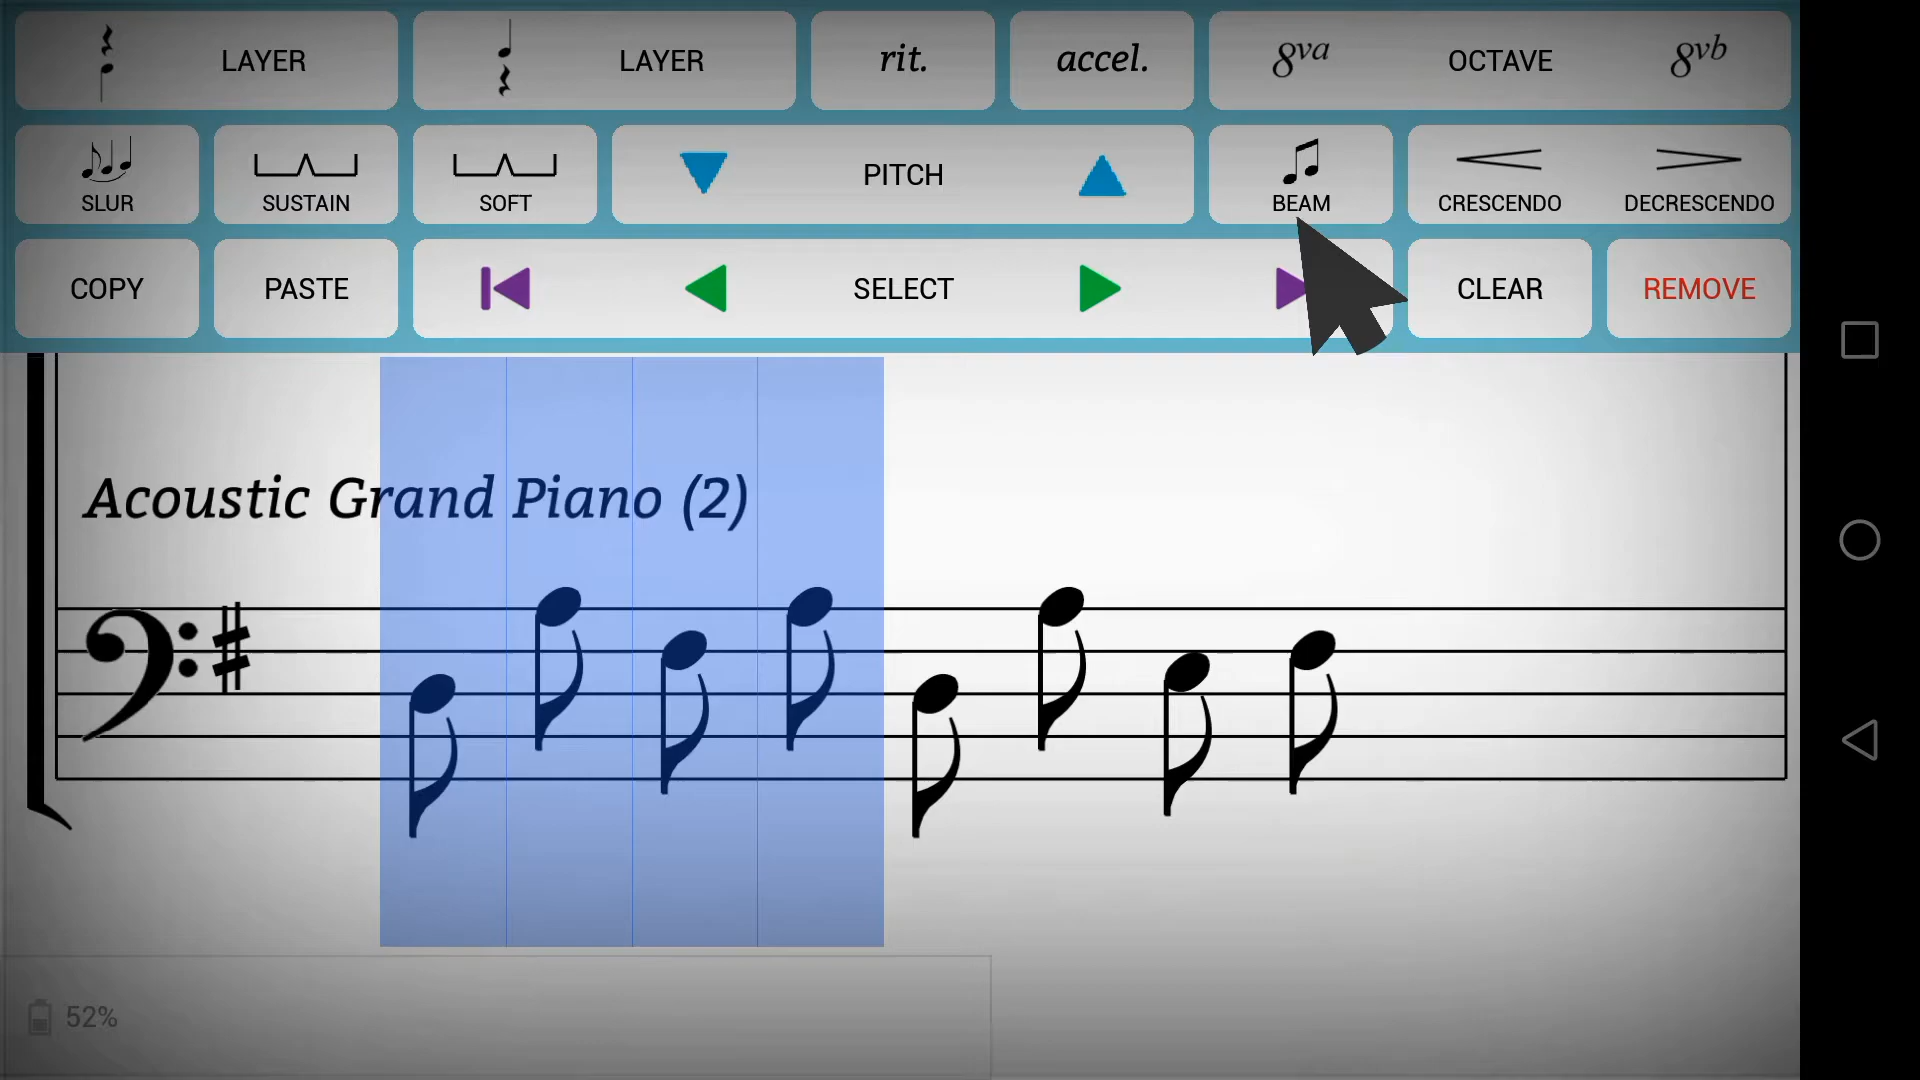 LAYER LAYER rit. accel. 8va OCTAVE 8vb
SLUR SUSTAIN SOFT PITCH BEAM CRESCENDO DECRESCENDO
COPY PASTE SELECT CLEAR REMOVE
Acoustic Grand Piano (2)
52%